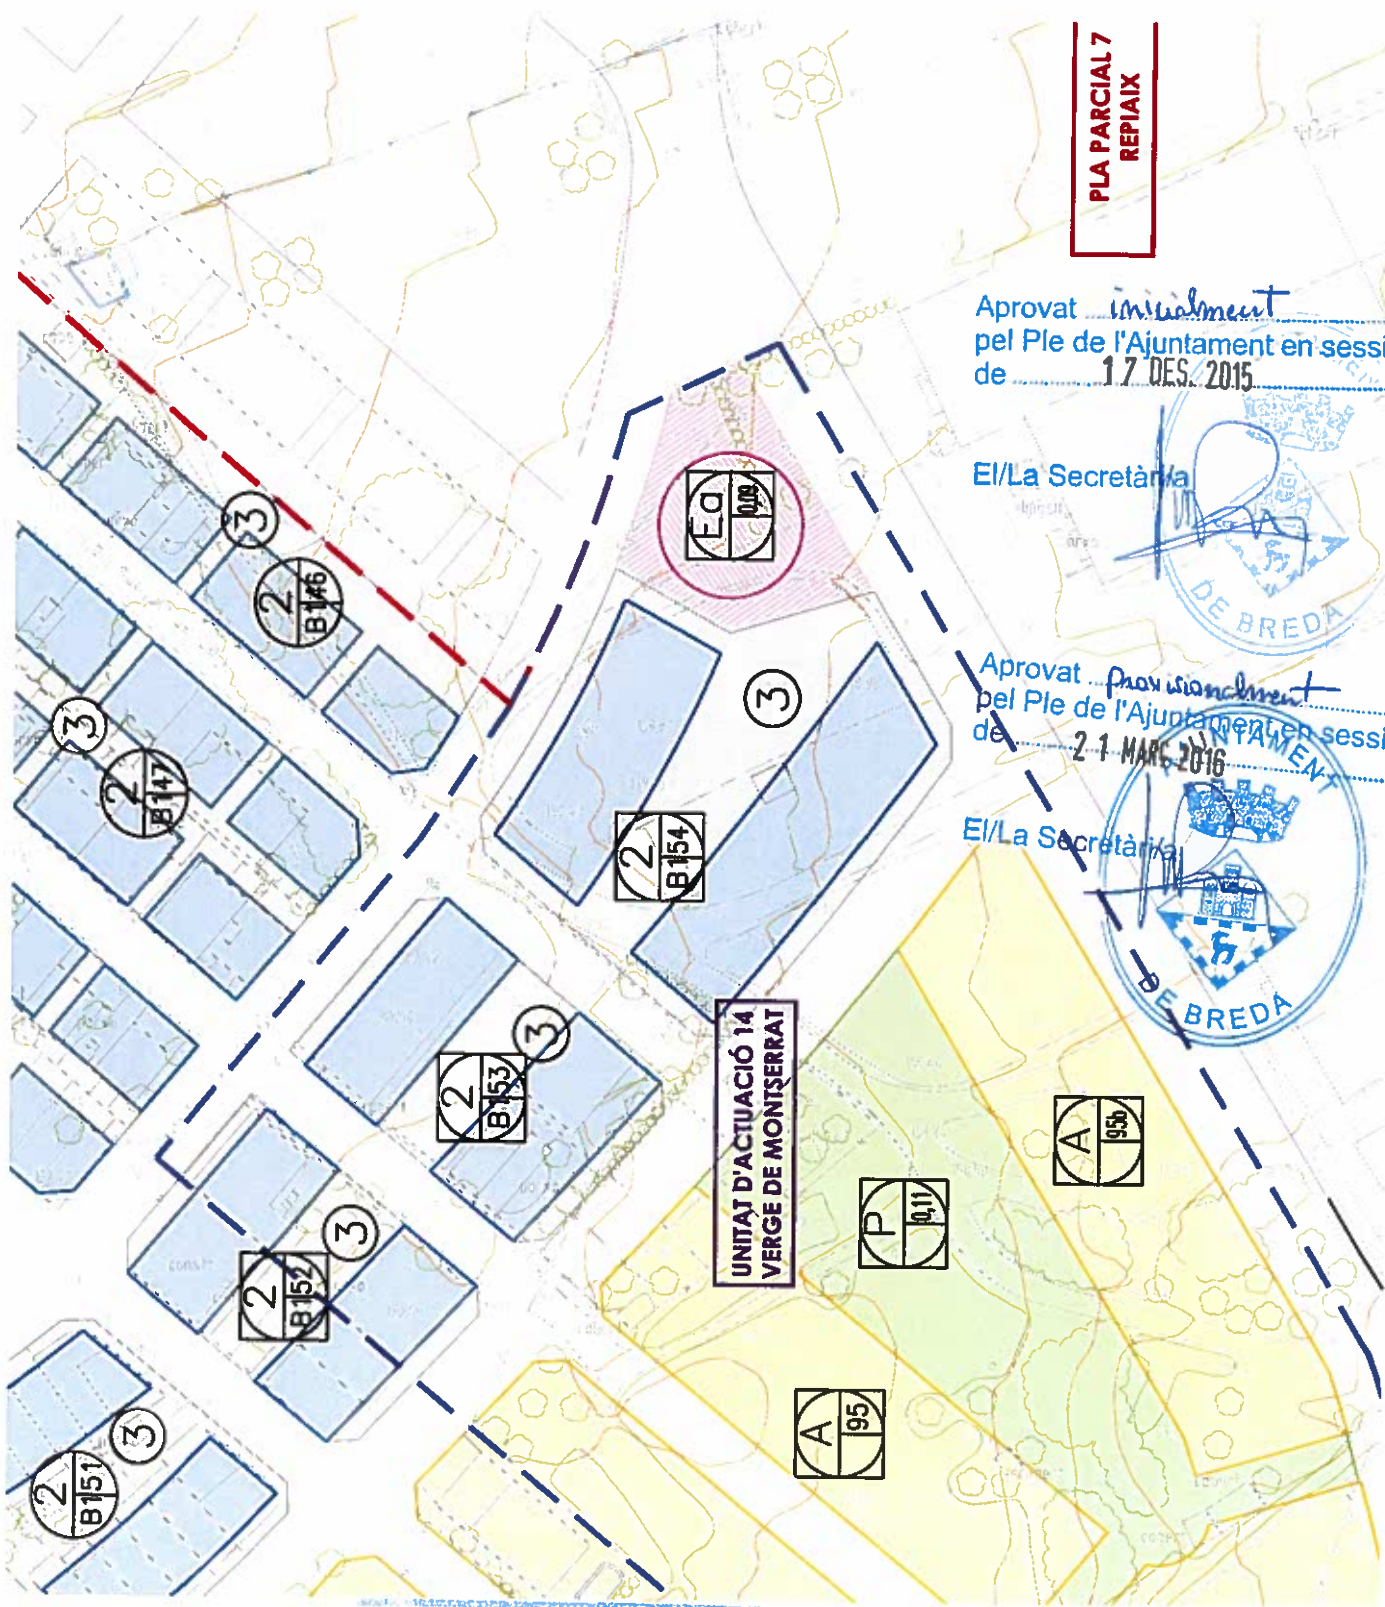 PLA PARCIAL 7
REPIAIX
Aprovat inicialment
pel Ple de l'Ajuntament en sessi
de 17 DES. 2015
El/La Secretària
DE BREDA
Aprovat provisionalment
pel Ple de l'Ajuntament en sessi
de 21 MARÇ 2016
El/La Secretària
AJUNTAMENT
DE BREDA
Ea
0,09
3
2
B146
3
2
B147
3
2
B154
3
2
B153
3
2
B152
3
2
B151
UNITAT D'ACTUACIÓ 14
VERGE DE MONTSERRAT
A
95b
P
0,11
A
95